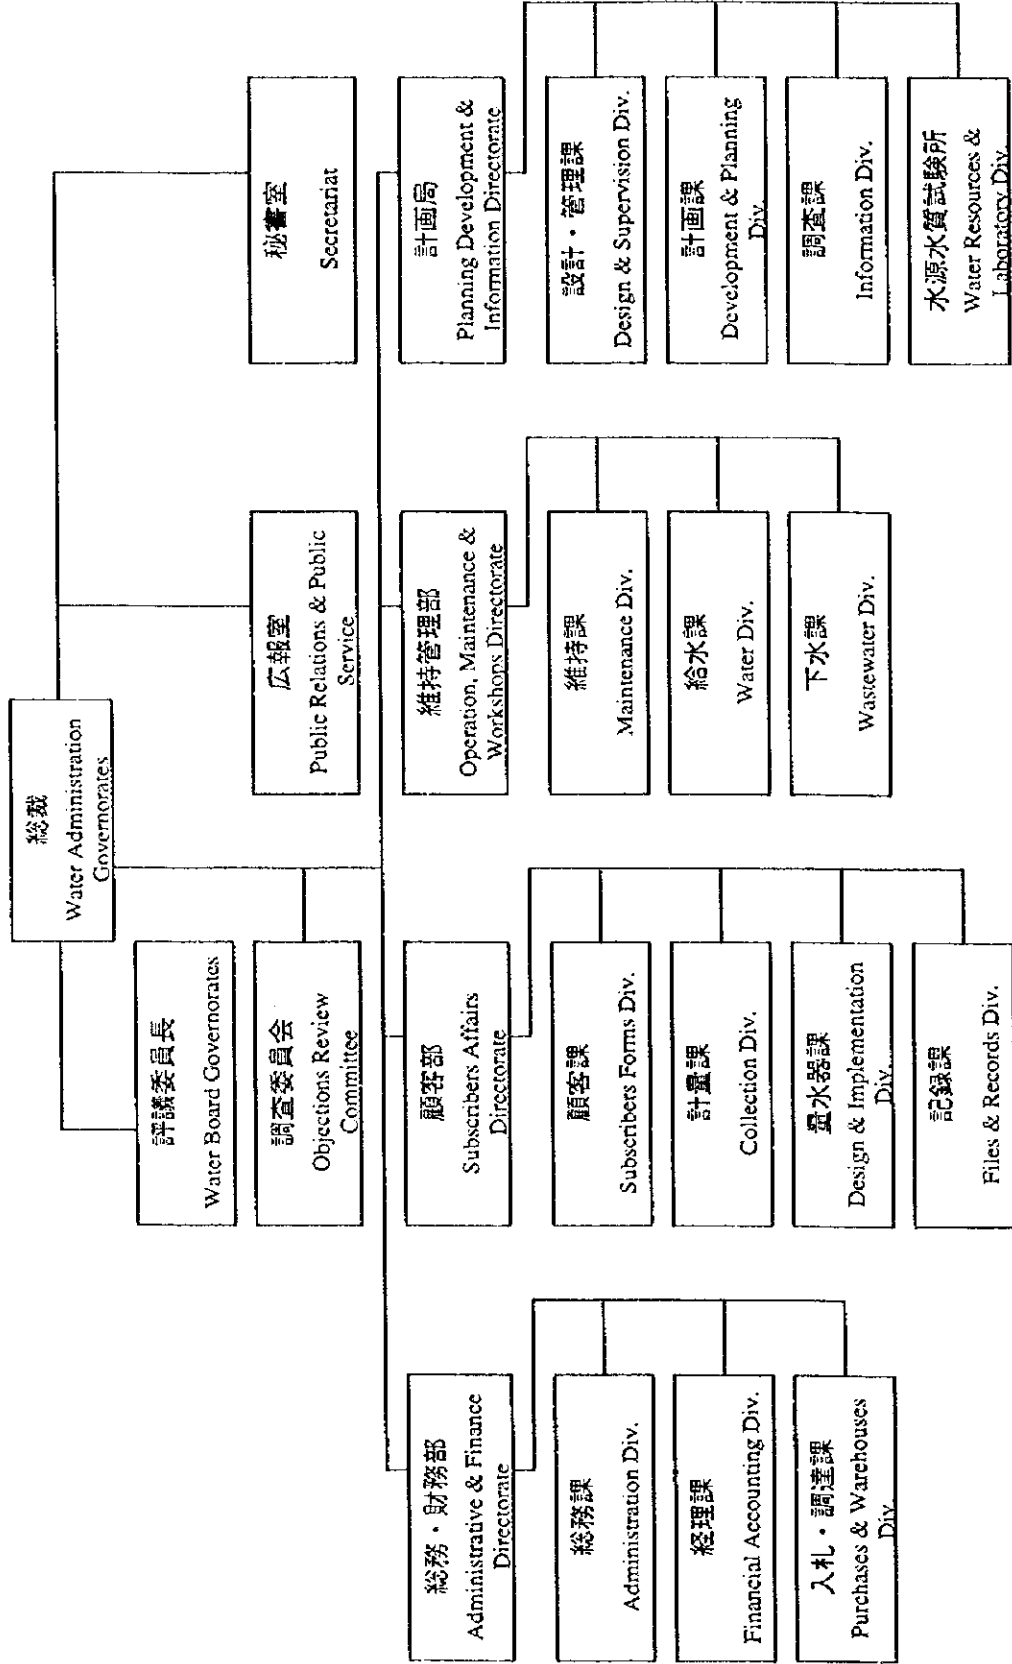 総裁
Water Administration
Governorates
評議委員長
Water Board Governorates
調査委員会
Objections Review
Committee
広報室
Public Relations & Public
Service
秘書室
Secretariat
総務・財務部
Administrative & Finance
Directorate
総務課
Administration Div.
経理課
Financial Accounting Div.
入札・調達課
Purchases & Warehouses
Div.
顧客部
Subscribers Affairs
Directorate
顧客課
Subscribers Forms Div.
計量課
Collection Div.
量水器課
Design & Implementation
Div.
記録課
Files & Records Div.
維持管理部
Operation, Maintenance &
Workshops Directorate
維持課
Maintenance Div.
給水課
Water Div.
下水課
Wastewater Div.
計画局
Planning Development &
Information Directorate
設計・管理課
Design & Supervision Div.
計画課
Development & Planning
Div.
調査課
Information Div.
水源水質試験所
Water Resources &
Laboratory Div.